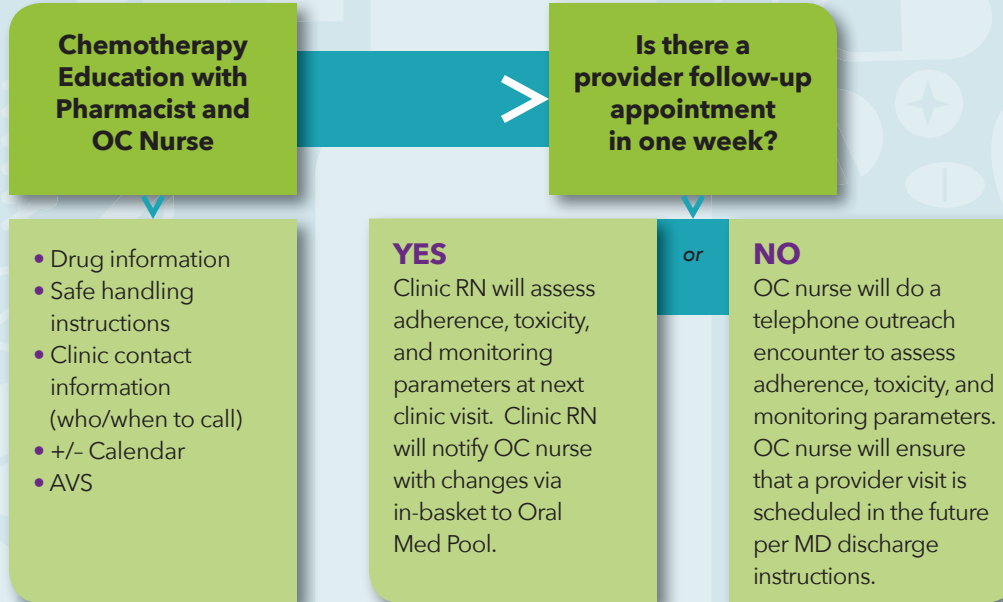 Chemotherapy
Education with
Pharmacist and
OC Nurse
>
Is there a
provider follow-up
appointment
in one week?
• Drug information
• Safe handling
instructions
• Clinic contact
information
(who/when to call)
• +/– Calendar
• AVS
YES
Clinic RN will assess
adherence, toxicity,
and monitoring
parameters at next
clinic visit.  Clinic RN
will notify OC nurse
with changes via
in-basket to Oral
Med Pool.
or
NO
OC nurse will do a
telephone outreach
encounter to assess
adherence, toxicity, and
monitoring parameters.
OC nurse will ensure
that a provider visit is
scheduled in the future
per MD discharge
instructions.